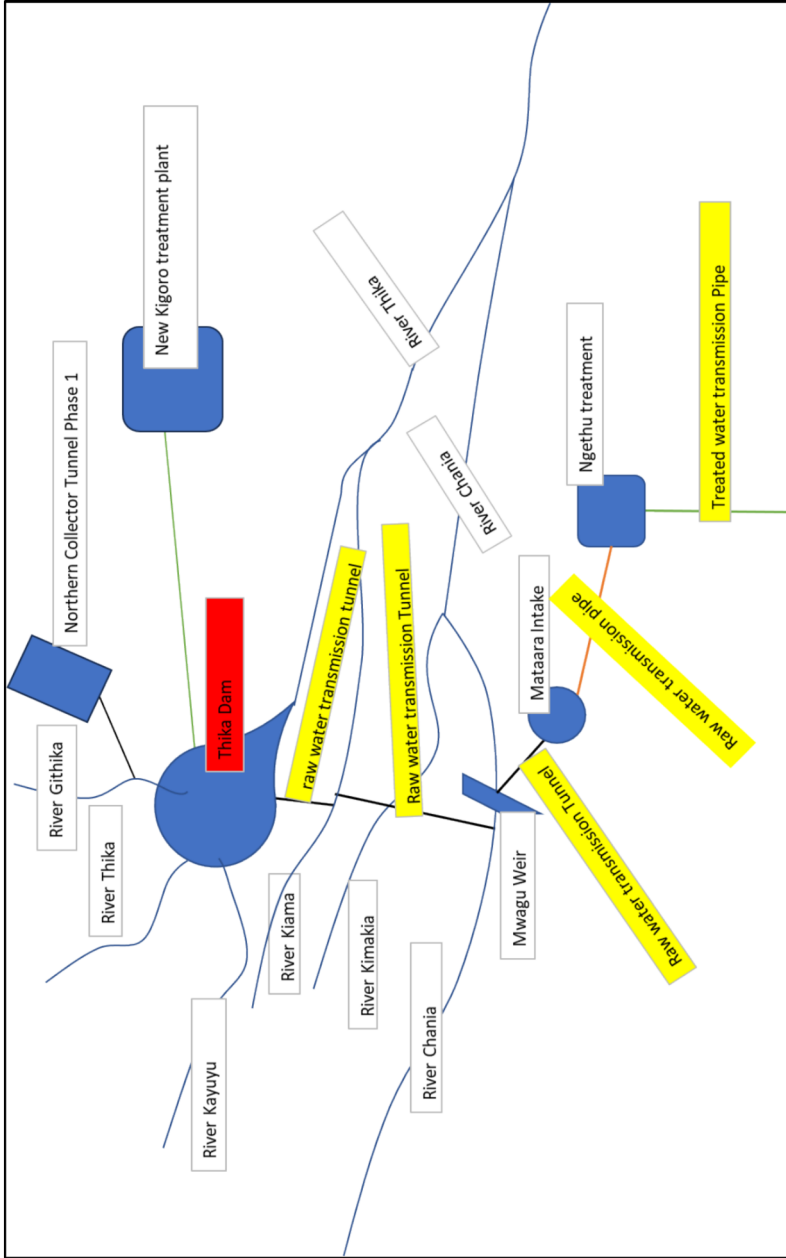 Northern Collector Tunnel Phase 1
New Kigoro treatment plant
River Githika
River Thika
Thika Dam
River Kayuyu
River Kiama
raw water transmission tunnel
River Thika
River Kimakia
Raw water transmission Tunnel
River Chania
River Chania
Mwagu Weir
Mataara Intake
Ngethu treatment
Raw water transmission Tunnel
Raw water transmission pipe
Treated water transmission Pipe